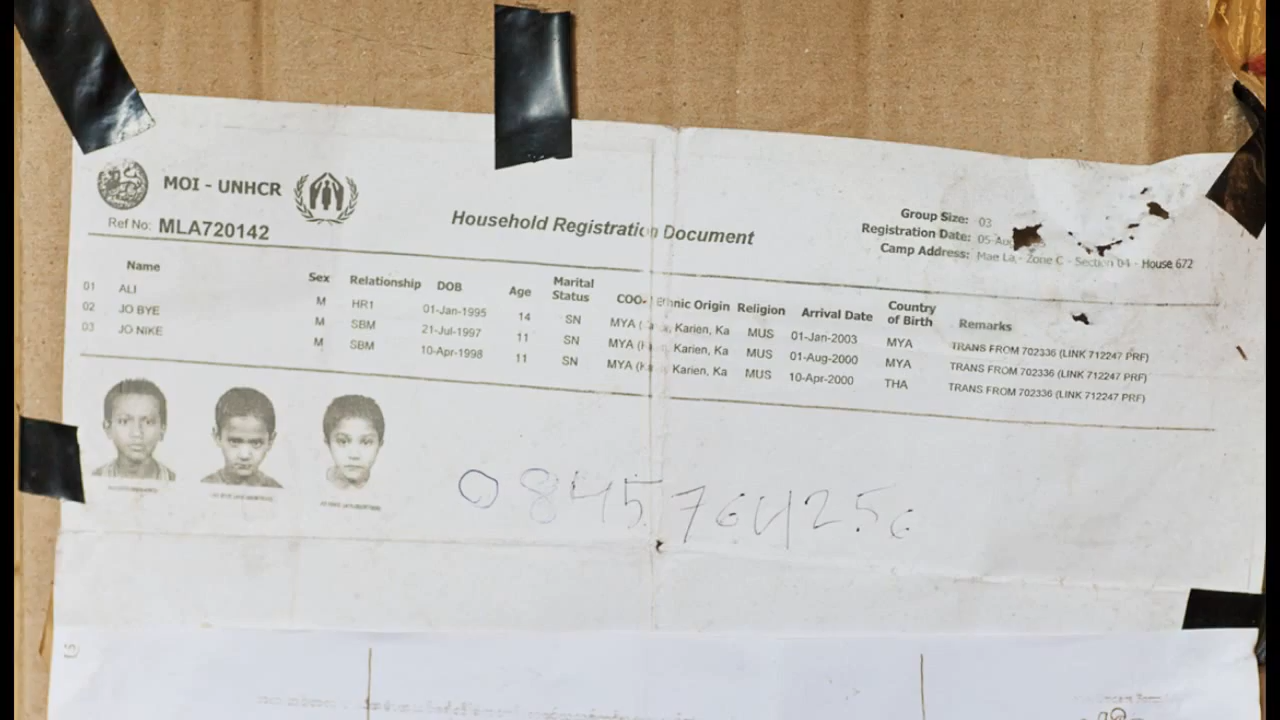 MOI - UNHCR
Ref No: MLA720142
Household Registration Document
Group Size: 03
Registration Date: 05-Aug
Camp Address: Mae La - Zone C - Section 04 - House 672
Name Sex Relationship DOB Age Marital Status COO- Ethnic Origin Religion Arrival Date Country of Birth Remarks
01 ALI M HR1 01-Jan-1995 14 SN MYA Karien, Ka MUS 01-Jan-2003 MYA TRANS FROM 702336 (LINK 712247 PRF)
02 JO BYE M SBM 21-Jul-1997 11 SN MYA Karien, Ka MUS 01-Aug-2000 MYA TRANS FROM 702336 (LINK 712247 PRF)
03 JO NIKE M SBM 10-Apr-1998 11 SN MYA Karien, Ka MUS 10-Apr-2000 THA TRANS FROM 702336 (LINK 712247 PRF)
0845764256